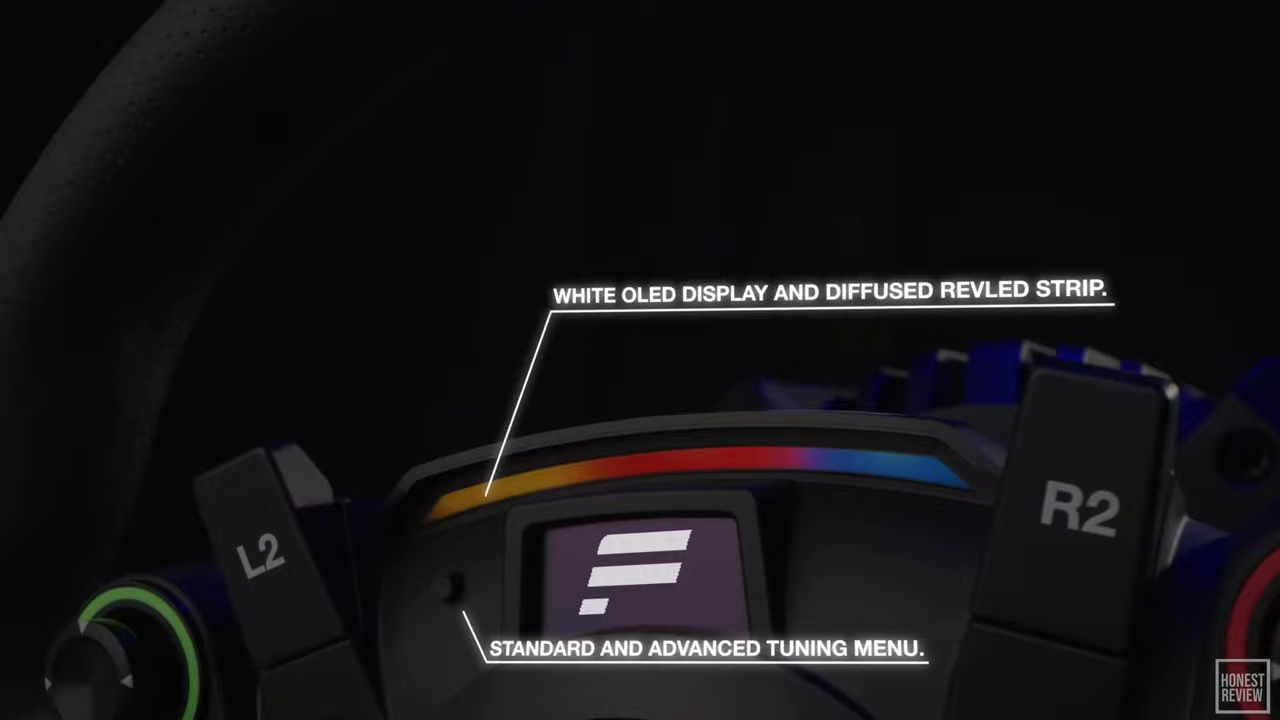 WHITE OLED DISPLAY AND DIFFUSED REVLED STRIP.
R2
L2
STANDARD AND ADVANCED TUNING MENU.
HONEST
REVIEW